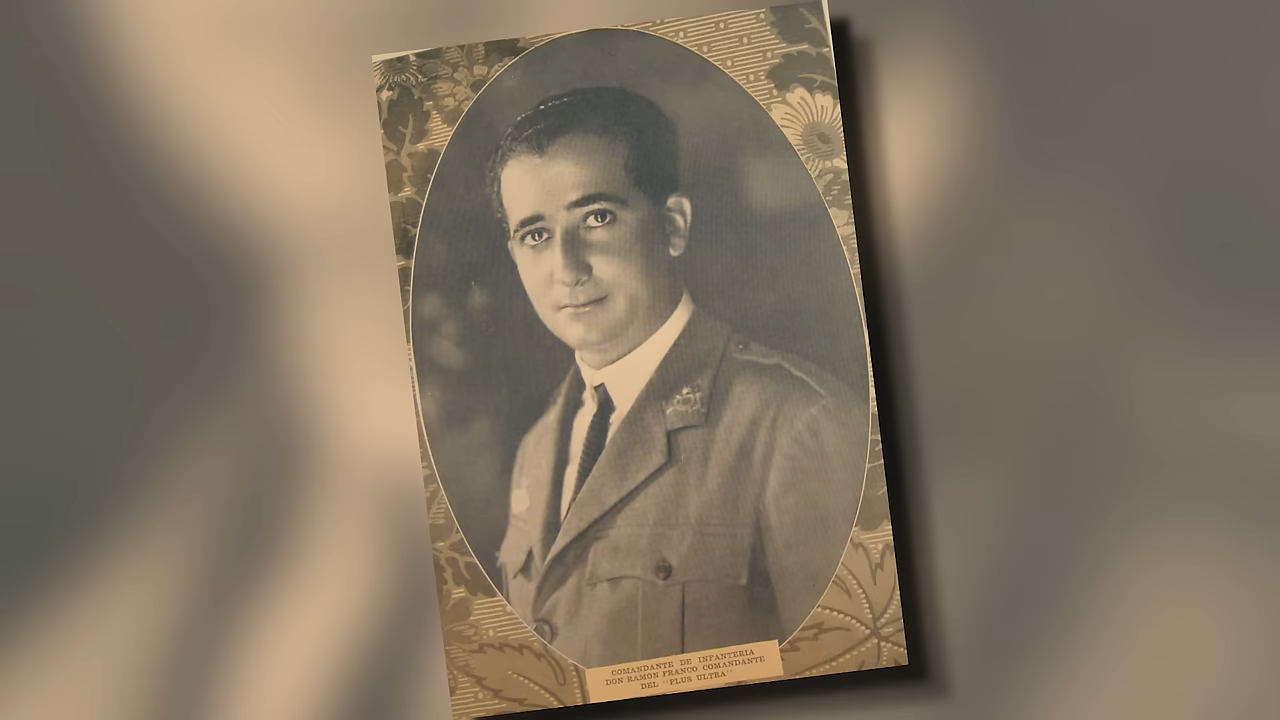 COMANDANTE DE INFANTERIA
DON RAMON FRANCO COMANDANTE
DEL "PLUS ULTRA"